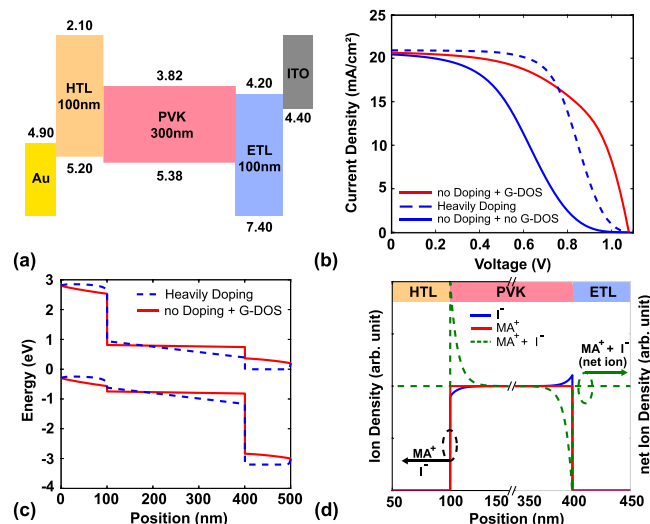 (a)
2.10
HTL
100nm
5.20
4.90
Au
3.82
PVK
300nm
5.38
4.20
ETL
100nm
7.40
ITO
4.40
(b)
Current Density (mA/cm²)
25
20
15
10
5
0
no Doping + G-DOS
Heavily Doping
no Doping + no G-DOS
0.0 0.2 0.4 0.6 0.8 1.0
Voltage (V)
(c)
Energy (eV)
3
2
1
0
-1
-2
-3
-4
Heavily Doping
no Doping + G-DOS
0 100 200 300 400 500
Position (nm)
(d)
HTL PVK ETL
Ion Density (arb. unit)
I⁻
MA⁺
MA⁺ + I⁻
MA⁺ + I⁻
(net ion)
MA⁺
I⁻
net Ion Density (arb. unit)
50 100 150 350 400 450
Position (nm)